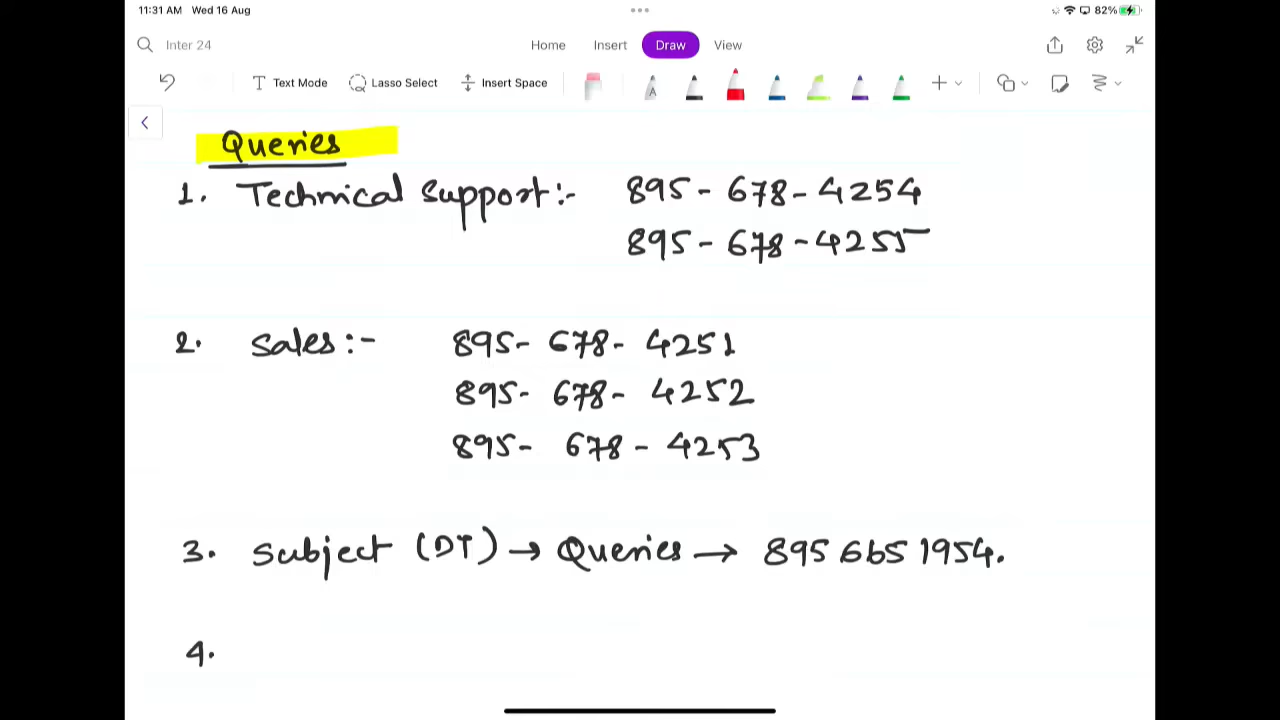 11:31 AM Wed 16 Aug
82%
Inter 24
Home Insert Draw View
Text Mode Lasso Select Insert Space
Queries
1. Technical Support:- 895-678-4254
895-678-4255
2. Sales:- 895-678-4251
895-678-4252
895-678-4253
3. Subject (DT) → Queries → 895 665 1954.
4.